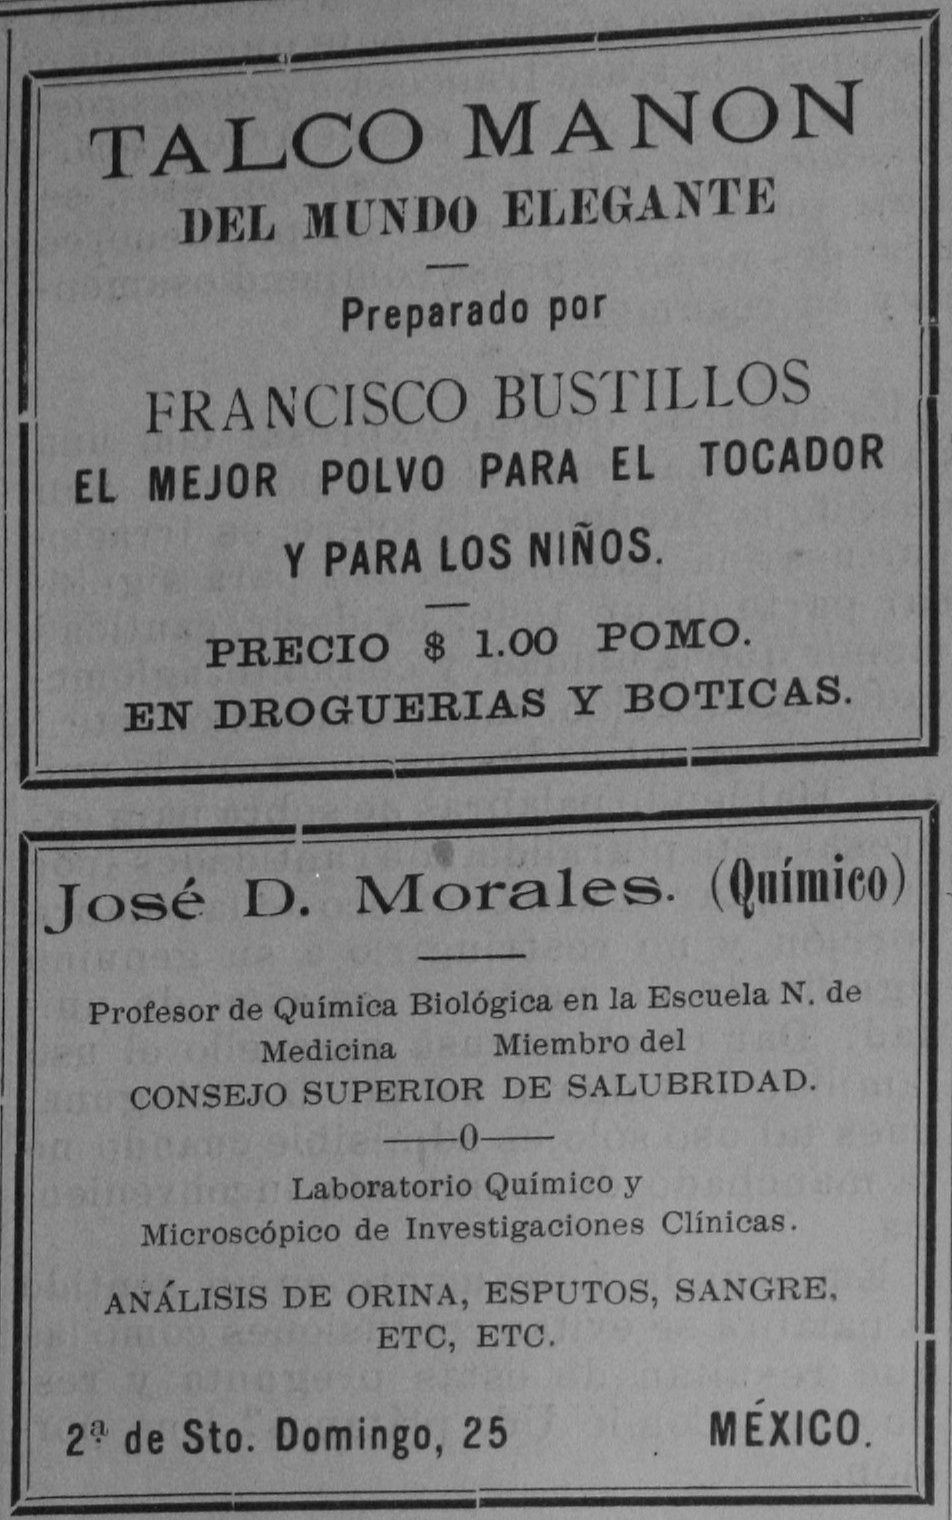 TALCO MANON
DEL MUNDO ELEGANTE
Preparado por
FRANCISCO BUSTILLOS
EL MEJOR POLVO PARA EL TOCADOR
Y PARA LOS NIÑOS.
PRECIO $ 1.00 POMO.
EN DROGUERIAS Y BOTICAS.
José D. Morales. (Químico)
Profesor de Química Biológica en la Escuela N. de
Medicina Miembro del
CONSEJO SUPERIOR DE SALUBRIDAD.
——0——
Laboratorio Químico y
Microscópico de Investigaciones Clínicas.
ANÁLISIS DE ORINA, ESPUTOS, SANGRE,
ETC, ETC.
2ª de Sto. Domingo, 25 MÉXICO.